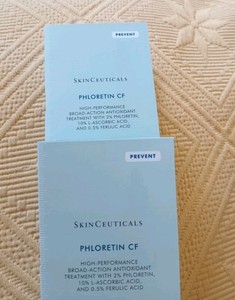 PREVENT
SKINCEUTICALS
PHLORETIN CF
HIGH-PERFORMANCE
BROAD-ACTION ANTIOXIDANT
TREATMENT WITH 2% PHLORETIN,
10% L-ASCORBIC ACID,
AND 0.5% FERULIC ACID
PREVENT
SKINCEUTICALS
PHLORETIN CF
HIGH-PERFORMANCE
BROAD-ACTION ANTIOXIDANT
TREATMENT WITH 2% PHLORETIN,
10% L-ASCORBIC ACID,
AND 0.5% FERULIC ACID